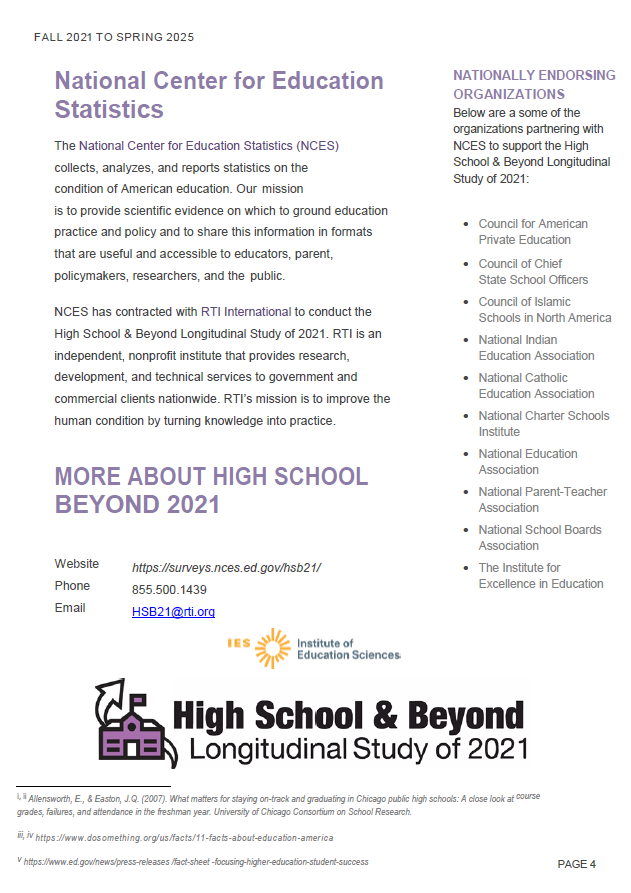 FALL 2021 TO SPRING 2025
National Center for Education
Statistics
The National Center for Education Statistics (NCES)
collects, analyzes, and reports statistics on the
condition of American education. Our mission
is to provide scientific evidence on which to ground education
practice and policy and to share this information in formats
that are useful and accessible to educators, parent,
policymakers, researchers, and the public.
NCES has contracted with RTI International to conduct the
High School & Beyond Longitudinal Study of 2021. RTI is an
independent, nonprofit institute that provides research,
development, and technical services to government and
commercial clients nationwide. RTI's mission is to improve the
human condition by turning knowledge into practice.
MORE ABOUT HIGH SCHOOL
BEYOND 2021
Website https://surveys.nces.ed.gov/hsb21/
Phone 855.500.1439
Email HSB21@rti.org
NATIONALLY ENDORSING
ORGANIZATIONS
Below are a some of the
organizations partnering with
NCES to support the High
School & Beyond Longitudinal
Study of 2021:
• Council for American
Private Education
• Council of Chief
State School Officers
• Council of Islamic
Schools in North America
• National Indian
Education Association
• National Catholic
Education Association
• National Charter Schools
Institute
• National Education
Association
• National Parent-Teacher
Association
• National School Boards
Association
• The Institute for
Excellence in Education
IES Institute of
Education Sciences
High School & Beyond
Longitudinal Study of 2021
i, ii Allensworth, E., & Easton, J.Q. (2007). What matters for staying on-track and graduating in Chicago public high schools: A close look at course
grades, failures, and attendance in the freshman year. University of Chicago Consortium on School Research.
iii, iv https://www.dosomething.org/us/facts/11-facts-about-education-america
v https://www.ed.gov/news/press-releases /fact-sheet -focusing-higher-education-student-success
PAGE 4